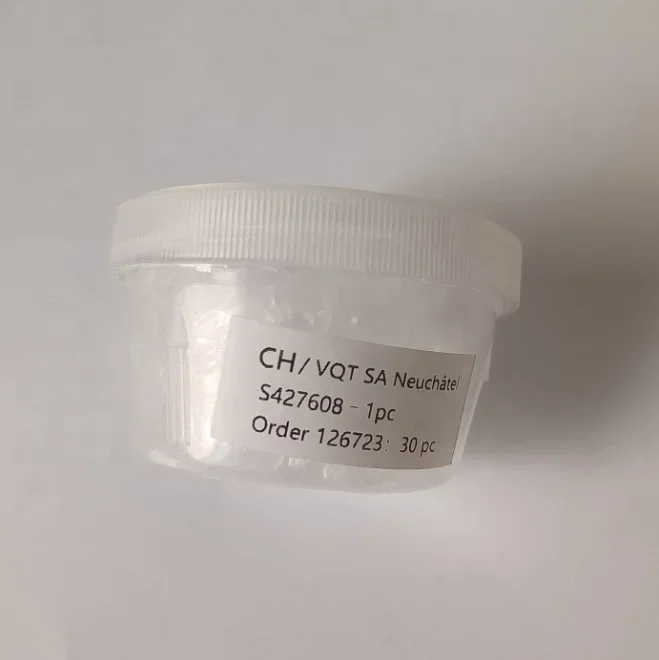 CH/ VQT SA Neuchâtel
S427608 - 1pc
Order 126723: 30 pc